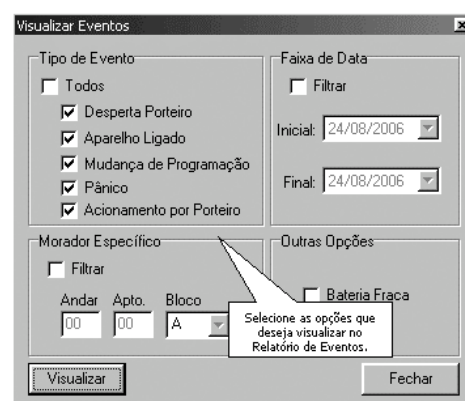 Visualizar Eventos
Tipo de Evento
Todos
Desperta Porteiro
Aparelho Ligado
Mudança de Programação
Pânico
Acionamento por Porteiro
Faixa de Data
Filtrar
Inicial: 24/08/2006
Final: 24/08/2006
Morador Específico
Filtrar
Andar Apto. Bloco
00 00 A
Outras Opções
Bateria Fraca
Selecione as opções que
deseja visualizar no
Relatório de Eventos.
Visualizar
Fechar